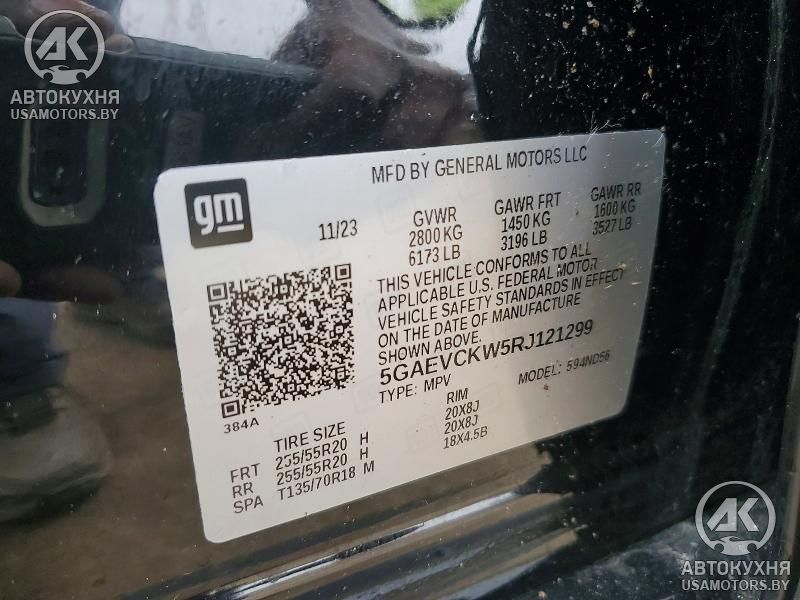 AK
АВТОКУХНЯ
USAMOTORS.BY
MFD BY GENERAL MOTORS LLC
gm
11/23
GVWR
2800 KG
6173 LB
GAWR FRT
1450 KG
3196 LB
GAWR RR
1600 KG
3527 LB
THIS VEHICLE CONFORMS TO ALL
APPLICABLE U.S. FEDERAL MOTOR
VEHICLE SAFETY STANDARDS IN EFFECT
ON THE DATE OF MANUFACTURE
SHOWN ABOVE.
5GAEVCKW5RJ121299
TYPE: MPV
MODEL: 594ND56
384A
TIRE SIZE
RIM
FRT 255/55R20 H 20X8J
RR 255/55R20 H 20X8J
SPA T135/70R18 M 18X4.5B
AK
АВТОКУХНЯ
USAMOTORS.BY